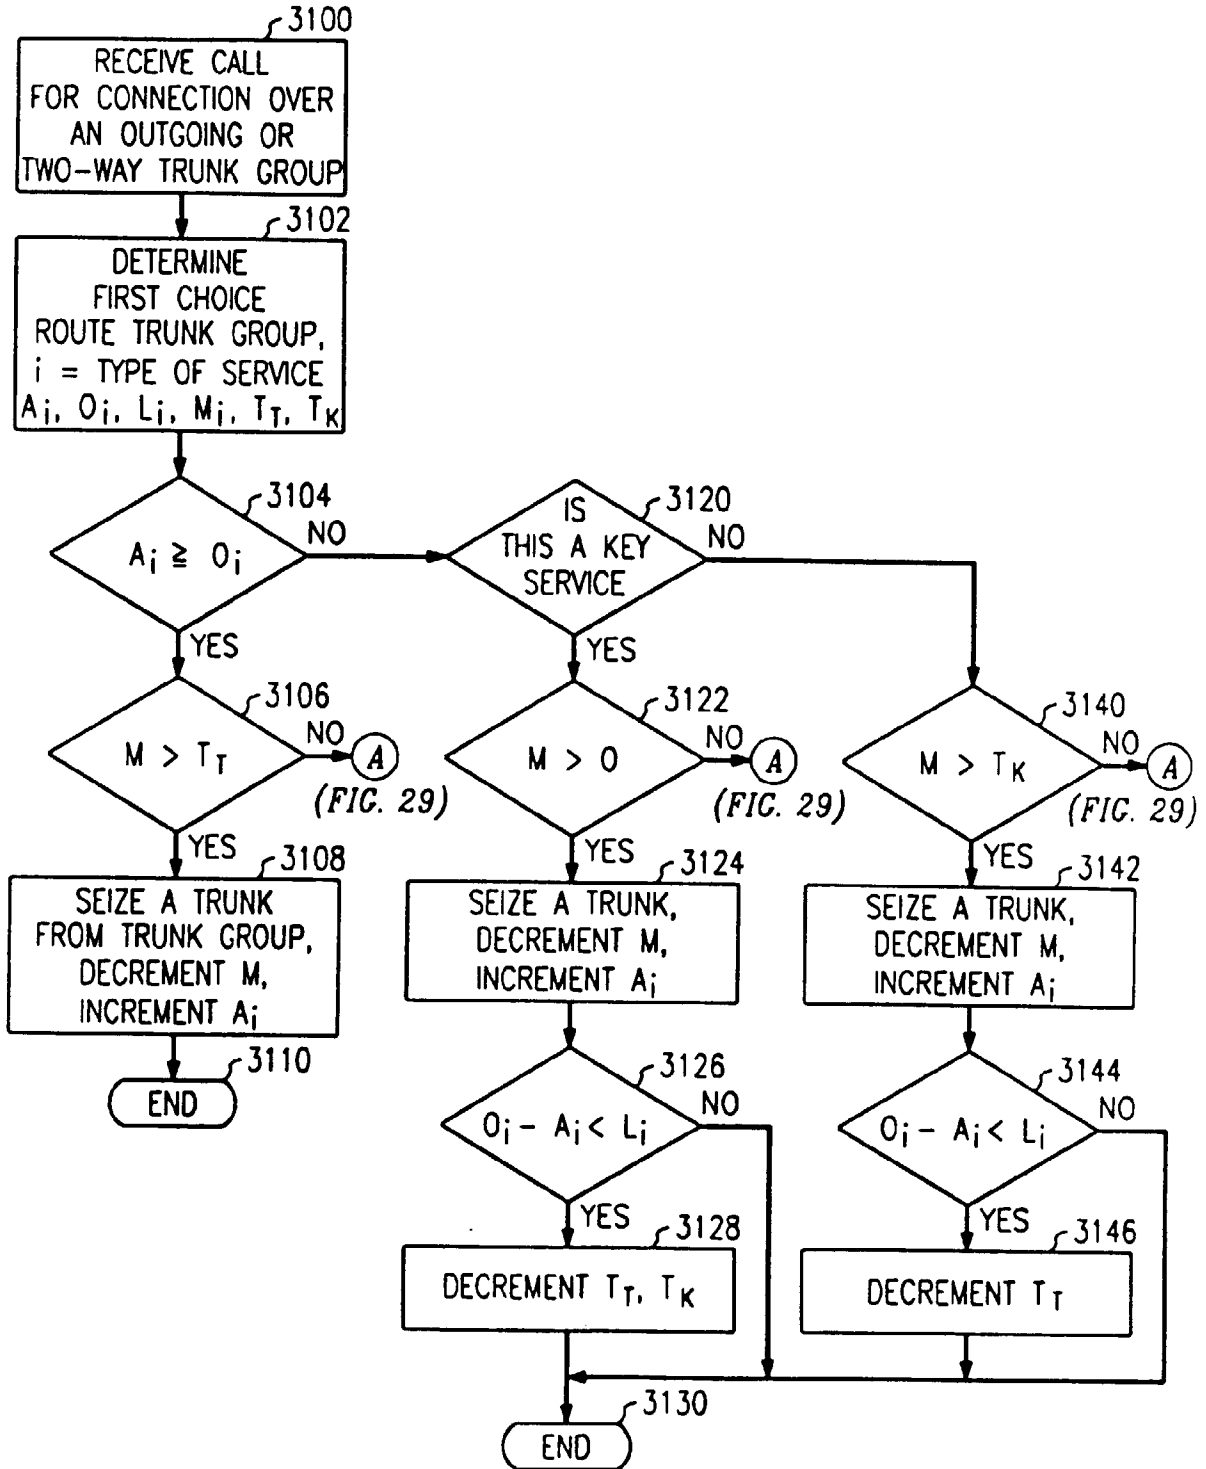 3100
RECEIVE CALL
FOR CONNECTION OVER
AN OUTGOING OR
TWO-WAY TRUNK GROUP
3102
DETERMINE
FIRST CHOICE
ROUTE TRUNK GROUP,
i = TYPE OF SERVICE
Ai, Oi, Li, Mi, TT, TK
3104
Ai ≧ Oi
NO
YES
3120
IS
THIS A KEY
SERVICE
NO
YES
3106
M > TT
NO
A
(FIG. 29)
YES
3122
M > O
NO
A
(FIG. 29)
YES
3140
M > TK
NO
A
(FIG. 29)
YES
3108
SEIZE A TRUNK
FROM TRUNK GROUP,
DECREMENT M,
INCREMENT Ai
3110
END
3124
SEIZE A TRUNK,
DECREMENT M,
INCREMENT Ai
3142
SEIZE A TRUNK,
DECREMENT M,
INCREMENT Ai
3126
Oi - Ai < Li
NO
YES
3144
Oi - Ai < Li
NO
YES
3128
DECREMENT TT, TK
3146
DECREMENT TT
3130
END